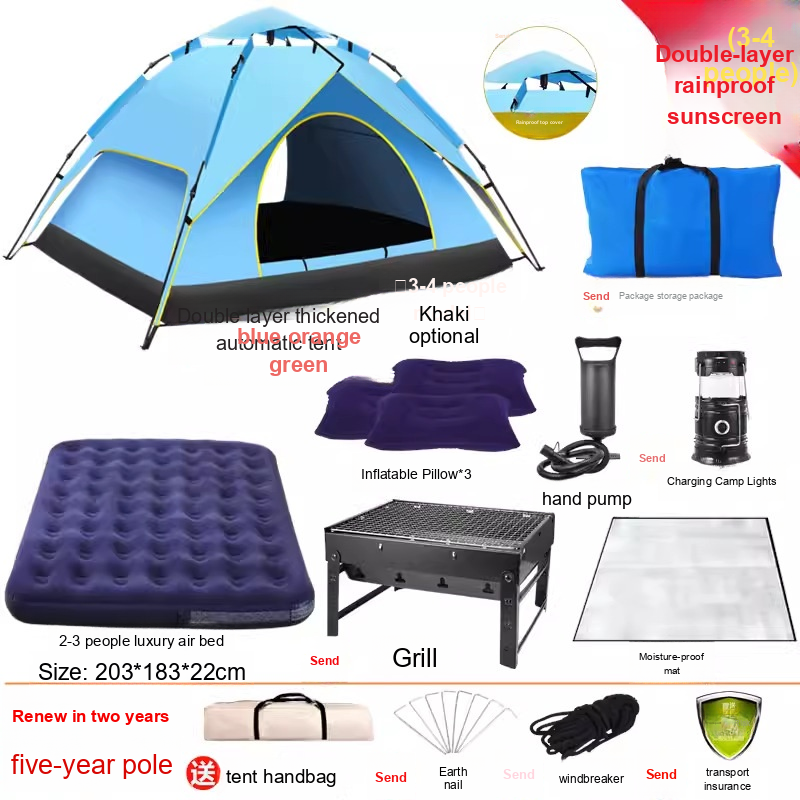 (3-4
people)
Double-layer
rainproof
sunscreen
Rainproof top cover
Send
Package storage package
3-4 people
Double layer thickened
automatic tent
blue orange
green
Khaki
optional
Inflatable Pillow*3
hand pump
Send
Charging Camp Lights
2-3 people luxury air bed
Size: 203*183*22cm
Send
Grill
Moisture-proof
mat
Renew in two years
five-year pole
送
tent handbag
Send
Earth
nail
Send
windbreaker
Send
transport
insurance